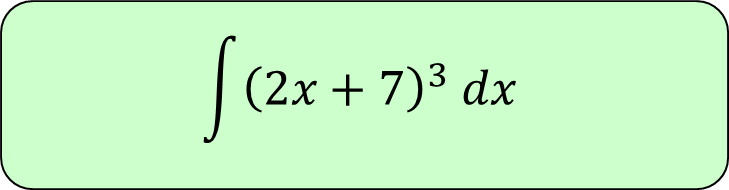 ∫(2x + 7)³ dx